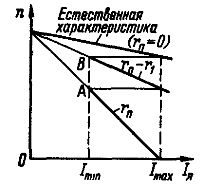 n
Естественная
характеристика
(rп=0)
B
rп-r1
A
rп
0
Imin
Imax
Iя